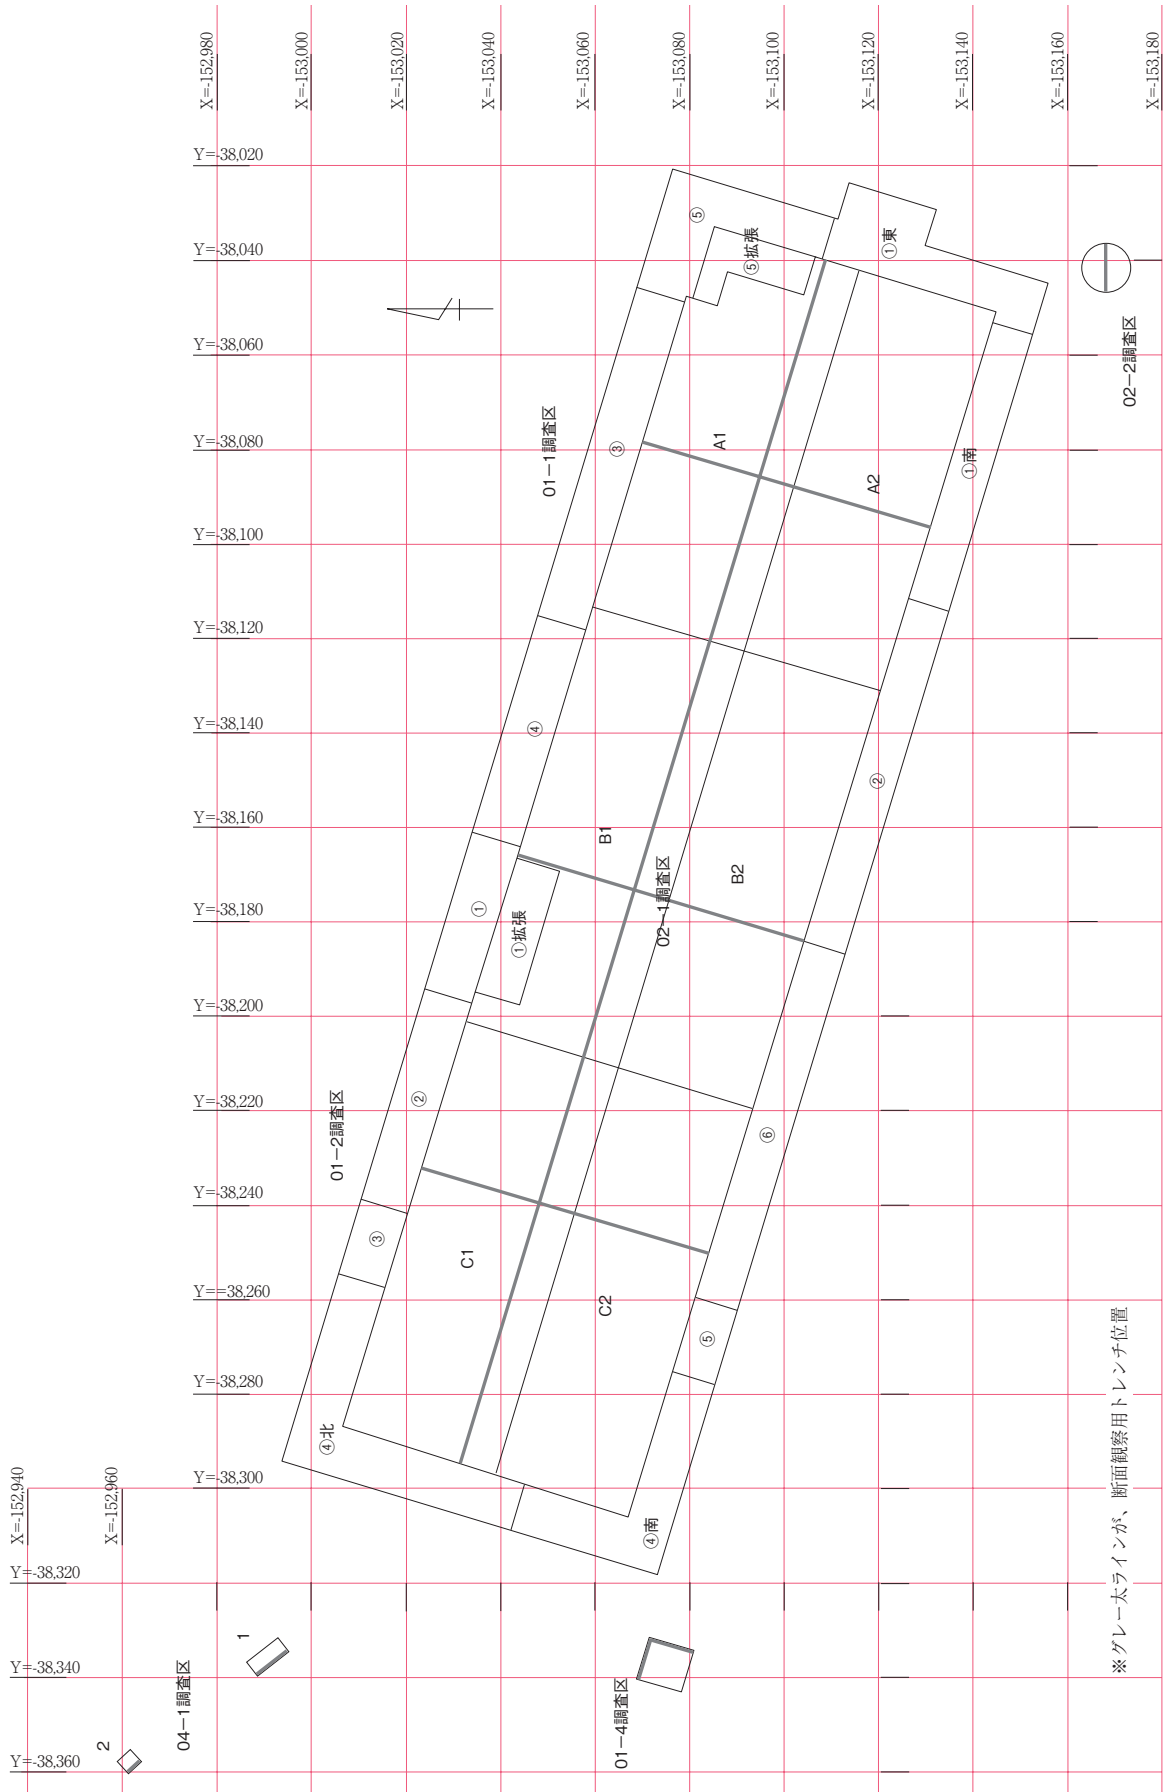 X=-152,980
X=-153,000
X=-153,020
X=-153,040
X=-153,060
X=-153,080
X=-153,100
X=-153,120
X=-153,140
X=-153,160
X=-153,180
Y=-38,020
Y=-38,040
Y=-38,060
Y=-38,080
Y=-38,100
Y=-38,120
Y=-38,140
Y=-38,160
Y=-38,180
Y=-38,200
Y=-38,220
Y=-38,240
Y==38,260
Y=-38,280
Y=-38,300
Y=-38,320
Y=-38,340
Y=-38,360
X=-152,940
X=-152,960
⑤
⑤拡張
①東
02−2調査区
01−1調査区
③
A1
A2
①南
④
②
B1
B2
02−1調査区
①
①拡張
②
01−2調査区
③
⑥
C1
C2
⑤
④北
④南
1
2
04−1調査区
01−4調査区
※グレー太ラインが、断面観察用トレンチ位置